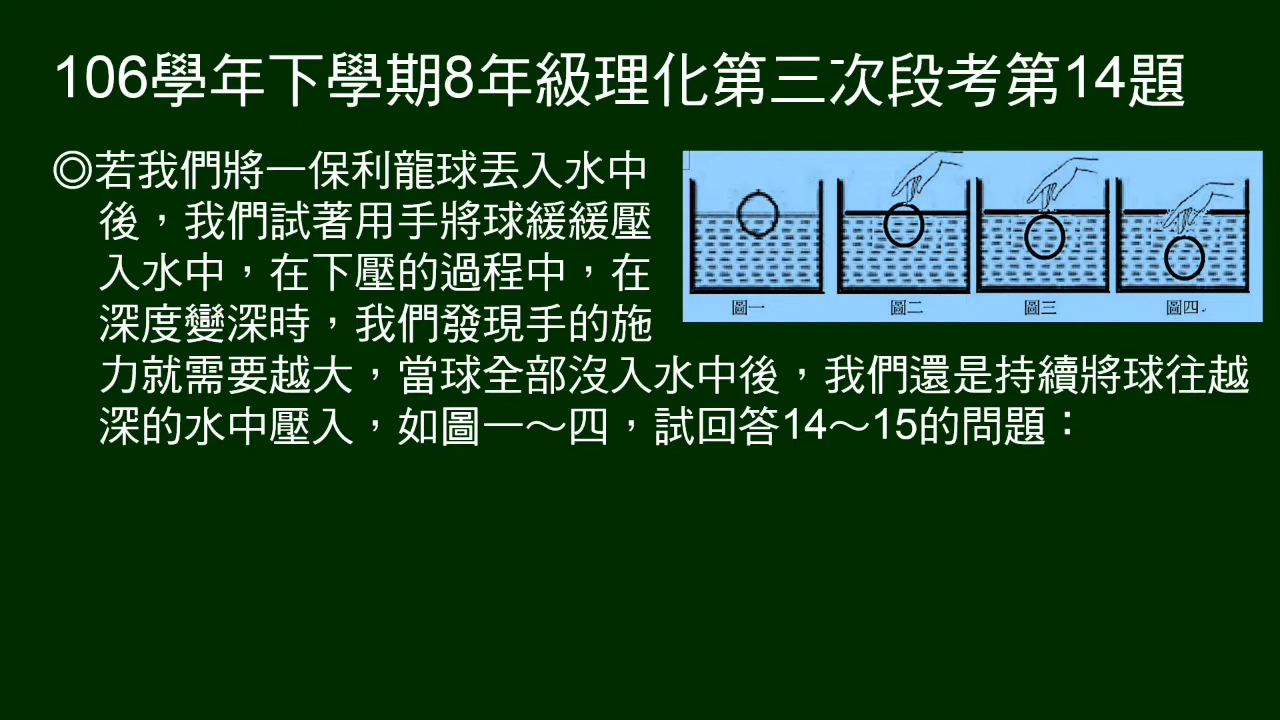 106學年下學期8年級理化第三次段考第14題
◎若我們將一保利龍球丟入水中
後，我們試著用手將球緩緩壓
入水中，在下壓的過程中，在
深度變深時，我們發現手的施
力就需要越大，當球全部沒入水中後，我們還是持續將球往越
深的水中壓入，如圖一～四，試回答14～15的問題：
圖一 圖二 圖三 圖四